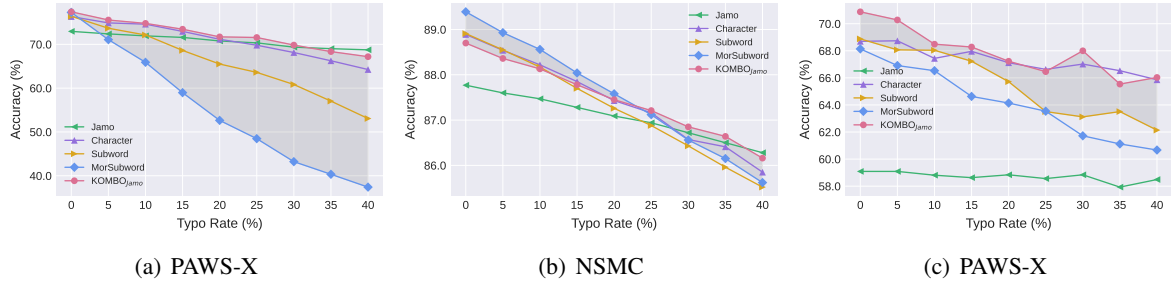 Accuracy (%)
70.0
60.0
50.0
40.0
Jamo
Character
Subword
MorSubword
KOMBO_Jamo
0 5 10 15 20 25 30 35 40
Typo Rate (%)
(a) PAWS-X
Accuracy (%)
89.0
88.0
87.0
86.0
Jamo
Character
Subword
MorSubword
KOMBO_Jamo
0 5 10 15 20 25 30 35 40
Typo Rate (%)
(b) NSMC
Accuracy (%)
70.0
68.0
66.0
64.0
62.0
60.0
58.0
Jamo
Character
Subword
MorSubword
KOMBO_Jamo
0 5 10 15 20 25 30 35 40
Typo Rate (%)
(c) PAWS-X